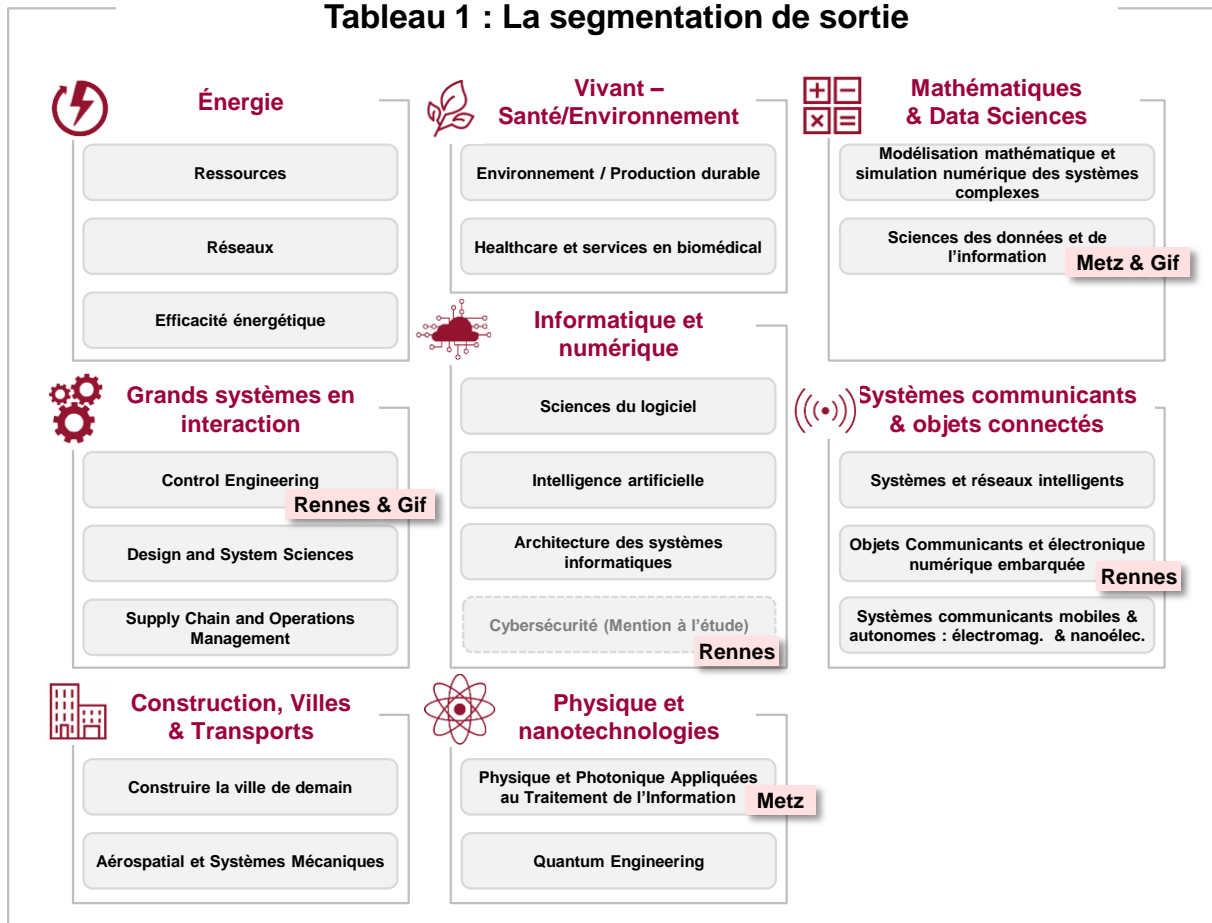 Tableau 1 : La segmentation de sortie
Énergie
Ressources
Réseaux
Efficacité énergétique
Vivant –
Santé/Environnement
Environnement / Production durable
Healthcare et services en biomédical
Mathématiques
& Data Sciences
Modélisation mathématique et
simulation numérique des systèmes
complexes
Sciences des données et de
l'information
Metz & Gif
Grands systèmes en
interaction
Control Engineering
Rennes & Gif
Design and System Sciences
Supply Chain and Operations
Management
Informatique et
numérique
Sciences du logiciel
Intelligence artificielle
Architecture des systèmes
informatiques
Cybersécurité (Mention à l'étude)
Rennes
Systèmes communicants
& objets connectés
Systèmes et réseaux intelligents
Objets Communicants et électronique
numérique embarquée
Rennes
Systèmes communicants mobiles &
autonomes : électromag. & nanoélec.
Construction, Villes
& Transports
Construire la ville de demain
Aérospatial et Systèmes Mécaniques
Physique et
nanotechnologies
Physique et Photonique Appliquées
au Traitement de l'Information
Metz
Quantum Engineering